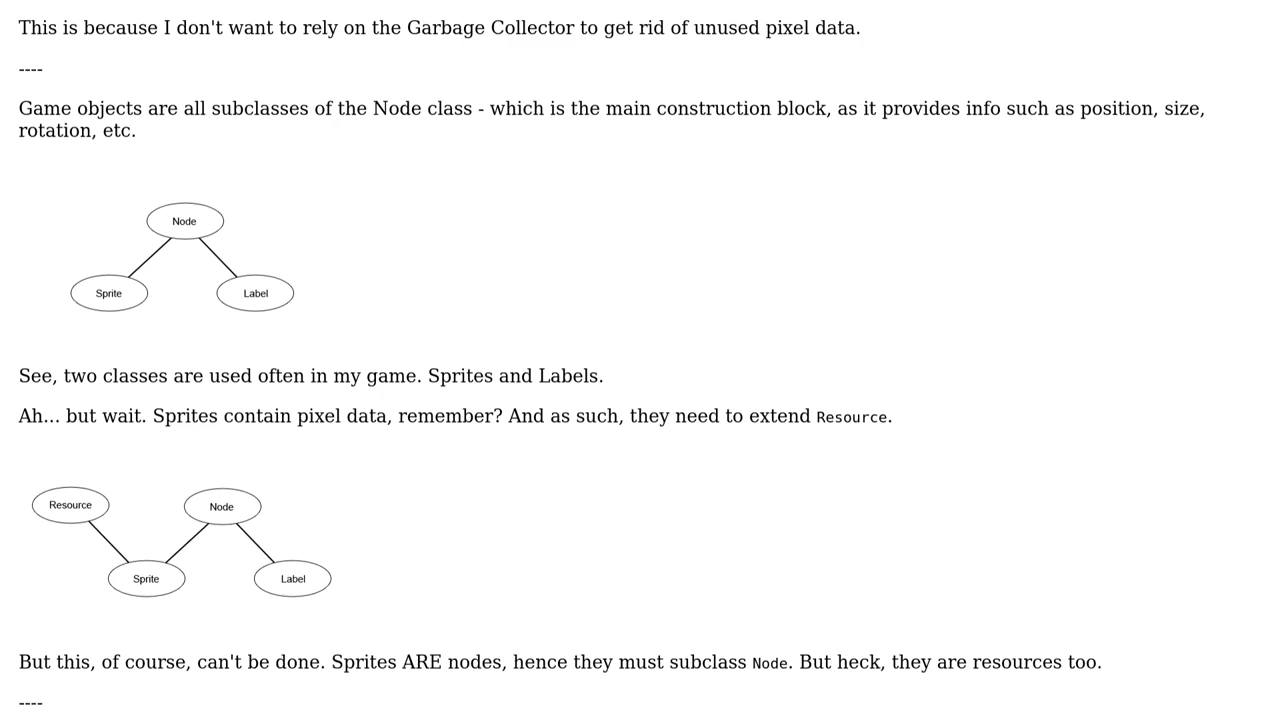 This is because I don't want to rely on the Garbage Collector to get rid of unused pixel data.
----
Game objects are all subclasses of the Node class - which is the main construction block, as it provides info such as position, size,
rotation, etc.
Node
Sprite
Label
See, two classes are used often in my game. Sprites and Labels.
Ah... but wait. Sprites contain pixel data, remember? And as such, they need to extend Resource.
Resource
Node
Sprite
Label
But this, of course, can't be done. Sprites ARE nodes, hence they must subclass Node. But heck, they are resources too.
----